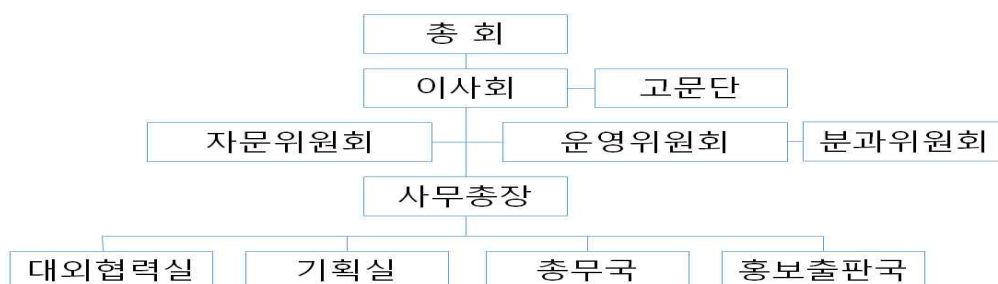 총 회
이사회 고문단
자문위원회 운영위원회 분과위원회
사무총장
대외협력실 기획실 총무국 홍보출판국